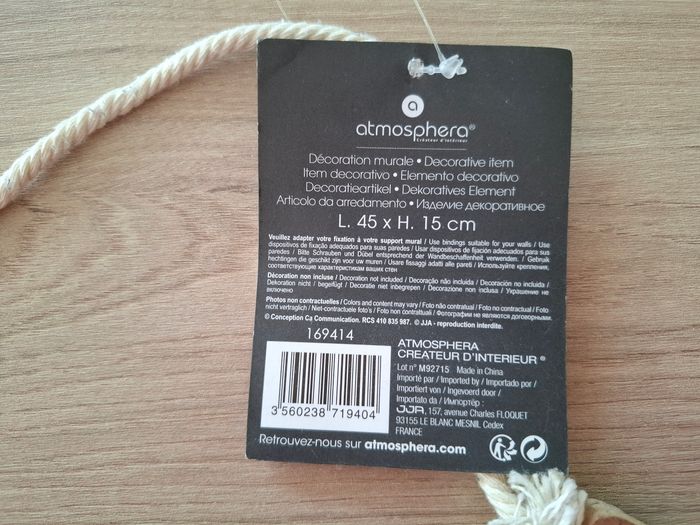 a
atmosphera®
Créateur d'intérieur
Décoration murale • Decorative item
Item decorativo • Elemento decorativo
Decoratieartikel • Dekoratives Element
Articolo da arredamento • Изделие декоративное
L. 45 x H. 15 cm
Veuillez adapter votre fixation à votre support mural / Use bindings suitable for your walls / Use
dispositivos de fixação adequados para suas paredes / Usar dispositivos de fijación adecuados para sus
paredes / Bitte Schrauben und Dübel entsprechend der Wandbeschaffenheit verwenden. / Gebruik
hechtingen die geschikt zijn voor uw muren / Usare fissaggi adatti alle pareti / Используйте крепления,
соответствующие характеристикам ваших стен
Décoration non incluse / Decoration not included / Decoração não incluída / Decoración no incluida /
Dekoration nicht / begefügt / Decoratie niet inbegrepen / Decorazione non inclusa / Украшение не
включено
Photos non contractuelles / Colors and content may vary / Foto não contratual / Foto no contractual / Foto
nicht vertraglich / Niet-contractuele foto's / Foto non contrattuali / Фотографии не являются договорными.
© Conception Ca Communication. RCS 410 835 987. © JJA - reproduction interdite.
169414
3 560238 719404
ATMOSPHERA
CREATEUR D'INTERIEUR ®
Lot n° M92715 Made in China
Importé par / Imported by / Importado por /
Importiert von / Ingevoerd door /
Importato da / Импортёр :
JJA, 157, avenue Charles FLOQUET
93155 LE BLANC MESNIL Cedex
FRANCE
Retrouvez-nous sur atmosphera.com